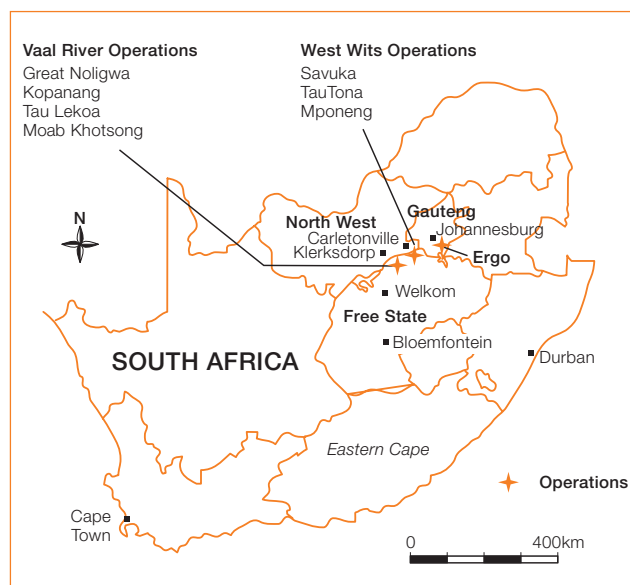 Vaal River Operations
Great Noligwa
Kopanang
Tau Lekoa
Moab Khotsong
West Wits Operations
Savuka
TauTona
Mponeng
N
North West
Gauteng
Johannesburg
Carletonville
Klerksdorp
Ergo
Welkom
Free State
Bloemfontein
Durban
SOUTH AFRICA
Eastern Cape
Operations
Cape
Town
0
400km